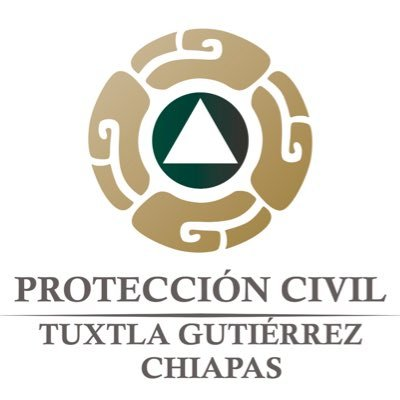 PROTECCIÓN CIVIL
TUXTLA GUTIÉRREZ
CHIAPAS